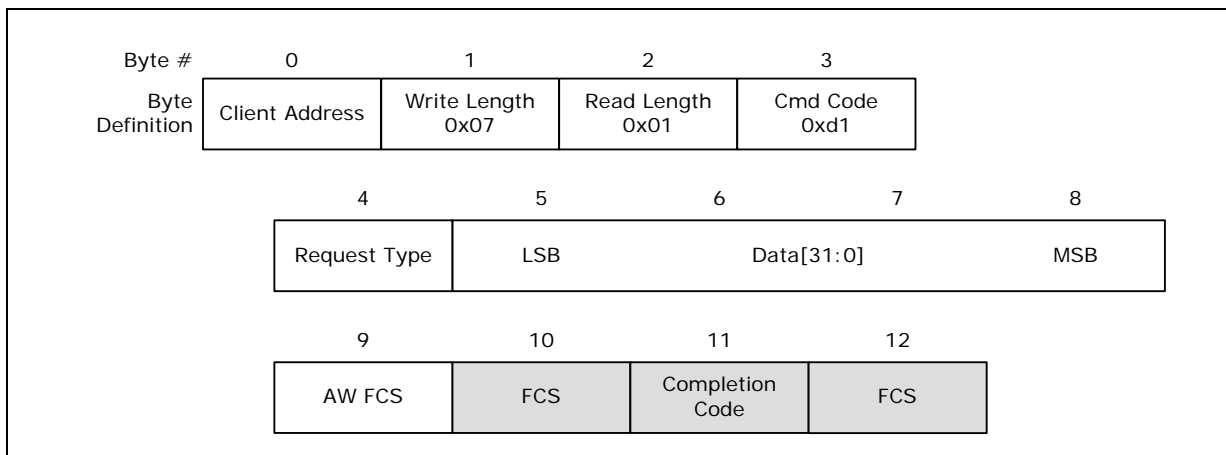 Byte # 0 1 2 3
Byte Definition
Client Address
Write Length 0x07
Read Length 0x01
Cmd Code 0xd1
4 5 6 7 8
Request Type LSB Data[31:0] MSB
9 10 11 12
AW FCS
FCS
Completion Code
FCS